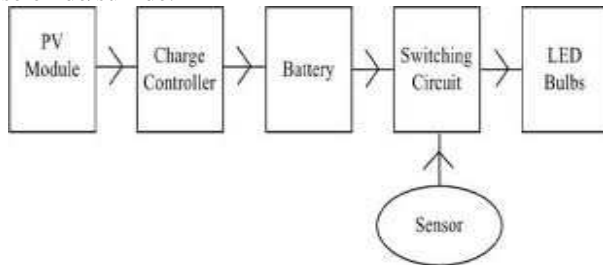 PV
Module
Charge
Controller
Battery
Switching
Circuit
LED
Bulbs
Sensor